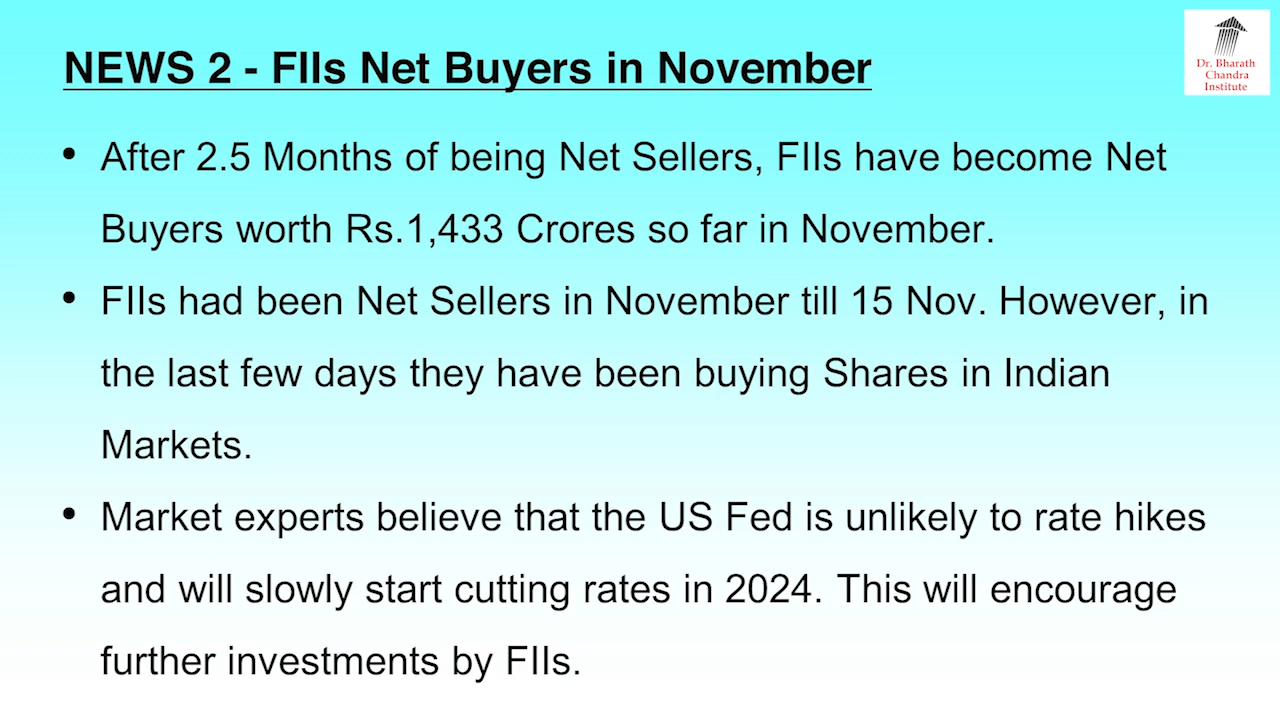 NEWS 2 - FIIs Net Buyers in November
Dr. Bharath
Chandra
Institute
• After 2.5 Months of being Net Sellers, FIIs have become Net
Buyers worth Rs.1,433 Crores so far in November.
• FIIs had been Net Sellers in November till 15 Nov. However, in
the last few days they have been buying Shares in Indian
Markets.
• Market experts believe that the US Fed is unlikely to rate hikes
and will slowly start cutting rates in 2024. This will encourage
further investments by FIIs.